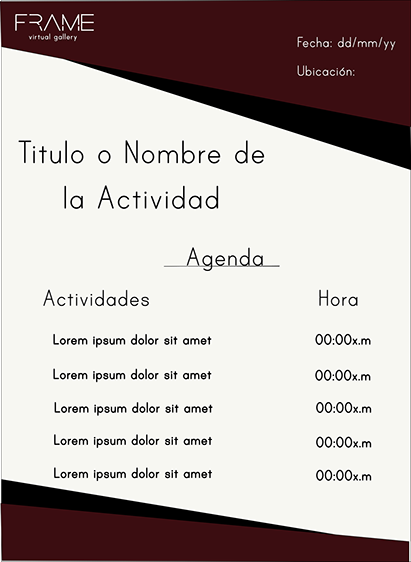 FRAME
virtual gallery
Fecha: dd/mm/yy
Ubicación:
Titulo o Nombre de
la Actividad
Agenda
Actividades Hora
Lorem ipsum dolor sit amet 00:00x.m
Lorem ipsum dolor sit amet 00:00x.m
Lorem ipsum dolor sit amet 00:00x.m
Lorem ipsum dolor sit amet 00:00x.m
Lorem ipsum dolor sit amet 00:00x.m